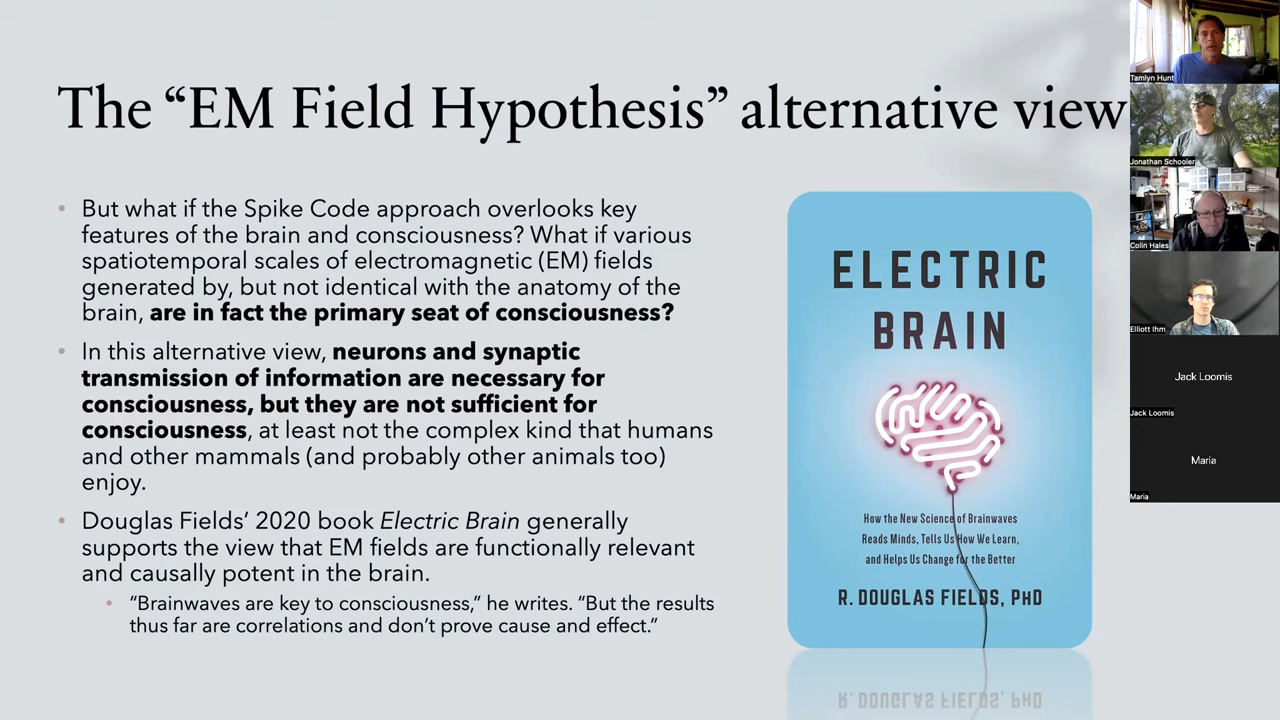 The “EM Field Hypothesis” alternative view
• But what if the Spike Code approach overlooks key
features of the brain and consciousness? What if various
spatiotemporal scales of electromagnetic (EM) fields
generated by, but not identical with the anatomy of the
brain, are in fact the primary seat of consciousness?
• In this alternative view, neurons and synaptic
transmission of information are necessary for
consciousness, but they are not sufficient for
consciousness, at least not the complex kind that humans
and other mammals (and probably other animals too)
enjoy.
• Douglas Fields’ 2020 book Electric Brain generally
supports the view that EM fields are functionally relevant
and causally potent in the brain.
• “Brainwaves are key to consciousness,” he writes. “But the results
thus far are correlations and don’t prove cause and effect.”
ELECTRIC
BRAIN
How the New Science of Brainwaves
Reads Minds, Tells Us How We Learn,
and Helps Us Change for the Better
R. DOUGLAS FIELDS, PhD
R. DOUGLAS FIELDS, PhD
Tamlyn Hunt
Jonathan Schooler
Colin Hales
Elliott Ihm
Jack Loomis
Jack Loomis
Maria
Maria